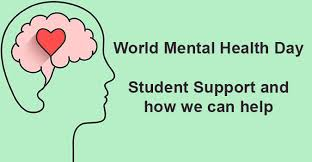 World Mental Health Day
Student Support and
how we can help